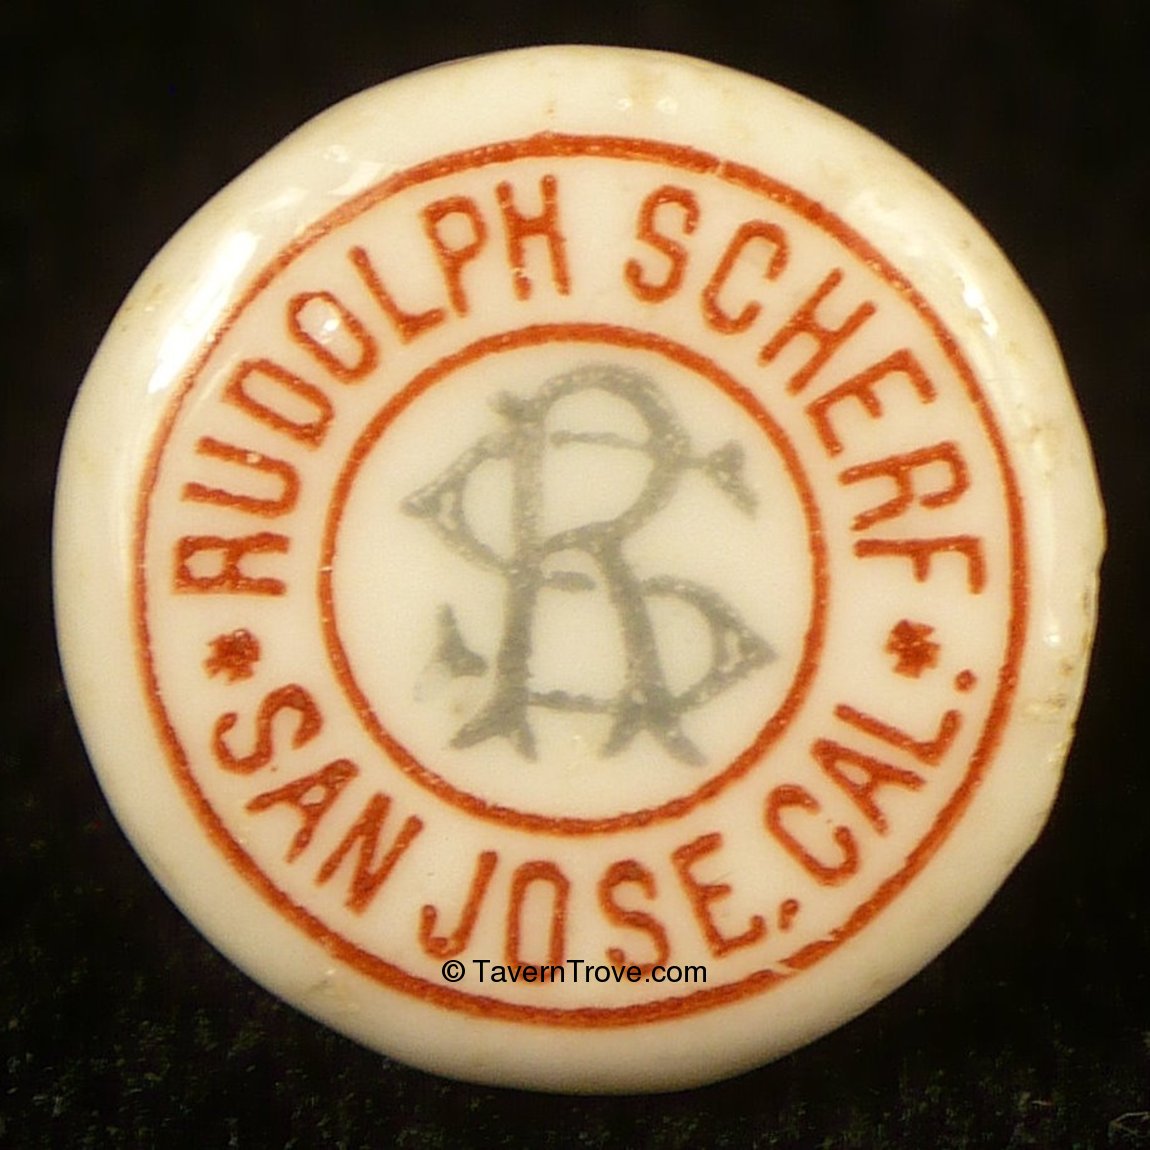 RUDOLPH SCHERF
* SAN JOSE, CAL. *
RS
© TavernTrove.com